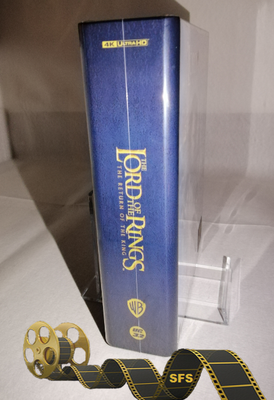 4K ULTRA HD
THE
LORD
OF
THE
RINGS
THE RETURN OF THE KING
WB
SFS